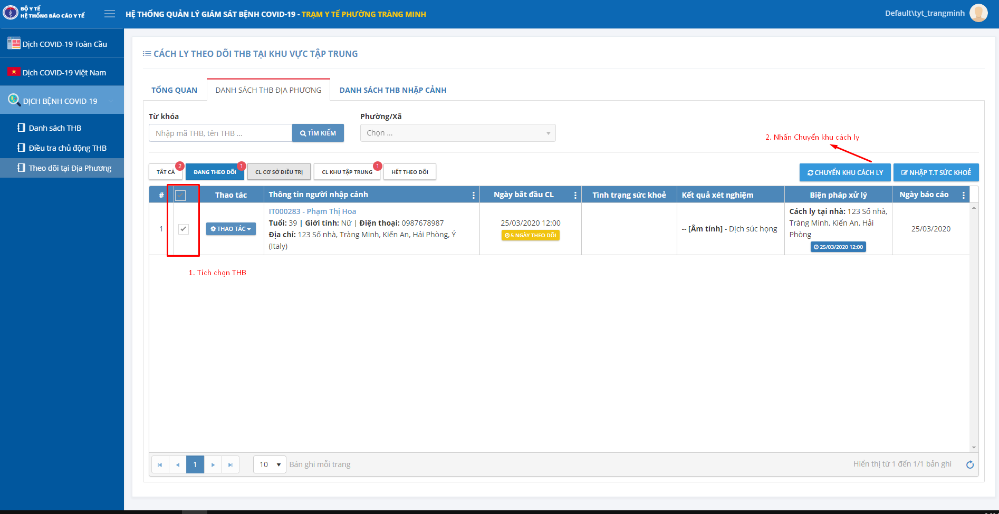 BỘ Y TẾ
HỆ THỐNG BÁO CÁO Y TẾ
HỆ THỐNG QUẢN LÝ GIÁM SÁT BỆNH COVID-19 - TRẠM Y TẾ PHƯỜNG TRÀNG MINH
Default\tyt_trangminh
Dịch COVID-19 Toàn Cầu
Dịch COVID-19 Việt Nam
DỊCH BỆNH COVID-19
Danh sách THB
Điều tra chủ động THB
Theo dõi tại Địa Phương
CÁCH LY THEO DÕI THB TẠI KHU VỰC TẬP TRUNG
TỔNG QUAN
DANH SÁCH THB ĐỊA PHƯƠNG
DANH SÁCH THB NHẬP CẢNH
Từ khóa
Phường/Xã
Nhập mã THB, tên THB ...
TÌM KIẾM
Chọn ...
2. Nhấn Chuyển khu cách ly
TẤT CẢ 2
ĐANG THEO DÕI 1
CL CƠ SỞ ĐIỀU TRỊ
CL KHU TẬP TRUNG 1
HẾT THEO DÕI
CHUYỂN KHU CÁCH LY
NHẬP T.T SỨC KHOẺ
# Thao tác Thông tin người nhập cảnh Ngày bắt đầu CL Tình trạng sức khoẻ Kết quả xét nghiệm Biện pháp xử lý Ngày báo cáo
1
THAO TÁC
IT000283 - Phạm Thị Hoa
Tuổi: 39 | Giới tính: Nữ | Điện thoại: 0987678987
Địa chỉ: 123 Số nhà, Tràng Minh, Kiến An, Hải Phòng, Ý
(Italy)
25/03/2020 12:00
5 NGÀY THEO DÕI
-- [Âm tính] - Dịch súc họng
Cách ly tại nhà: 123 Số nhà,
Tràng Minh, Kiến An, Hải
Phòng
25/03/2020 12:00
25/03/2020
1. Tích chọn THB
1
10
Bản ghi mỗi trang
Hiển thị từ 1 đến 1/1 bản ghi